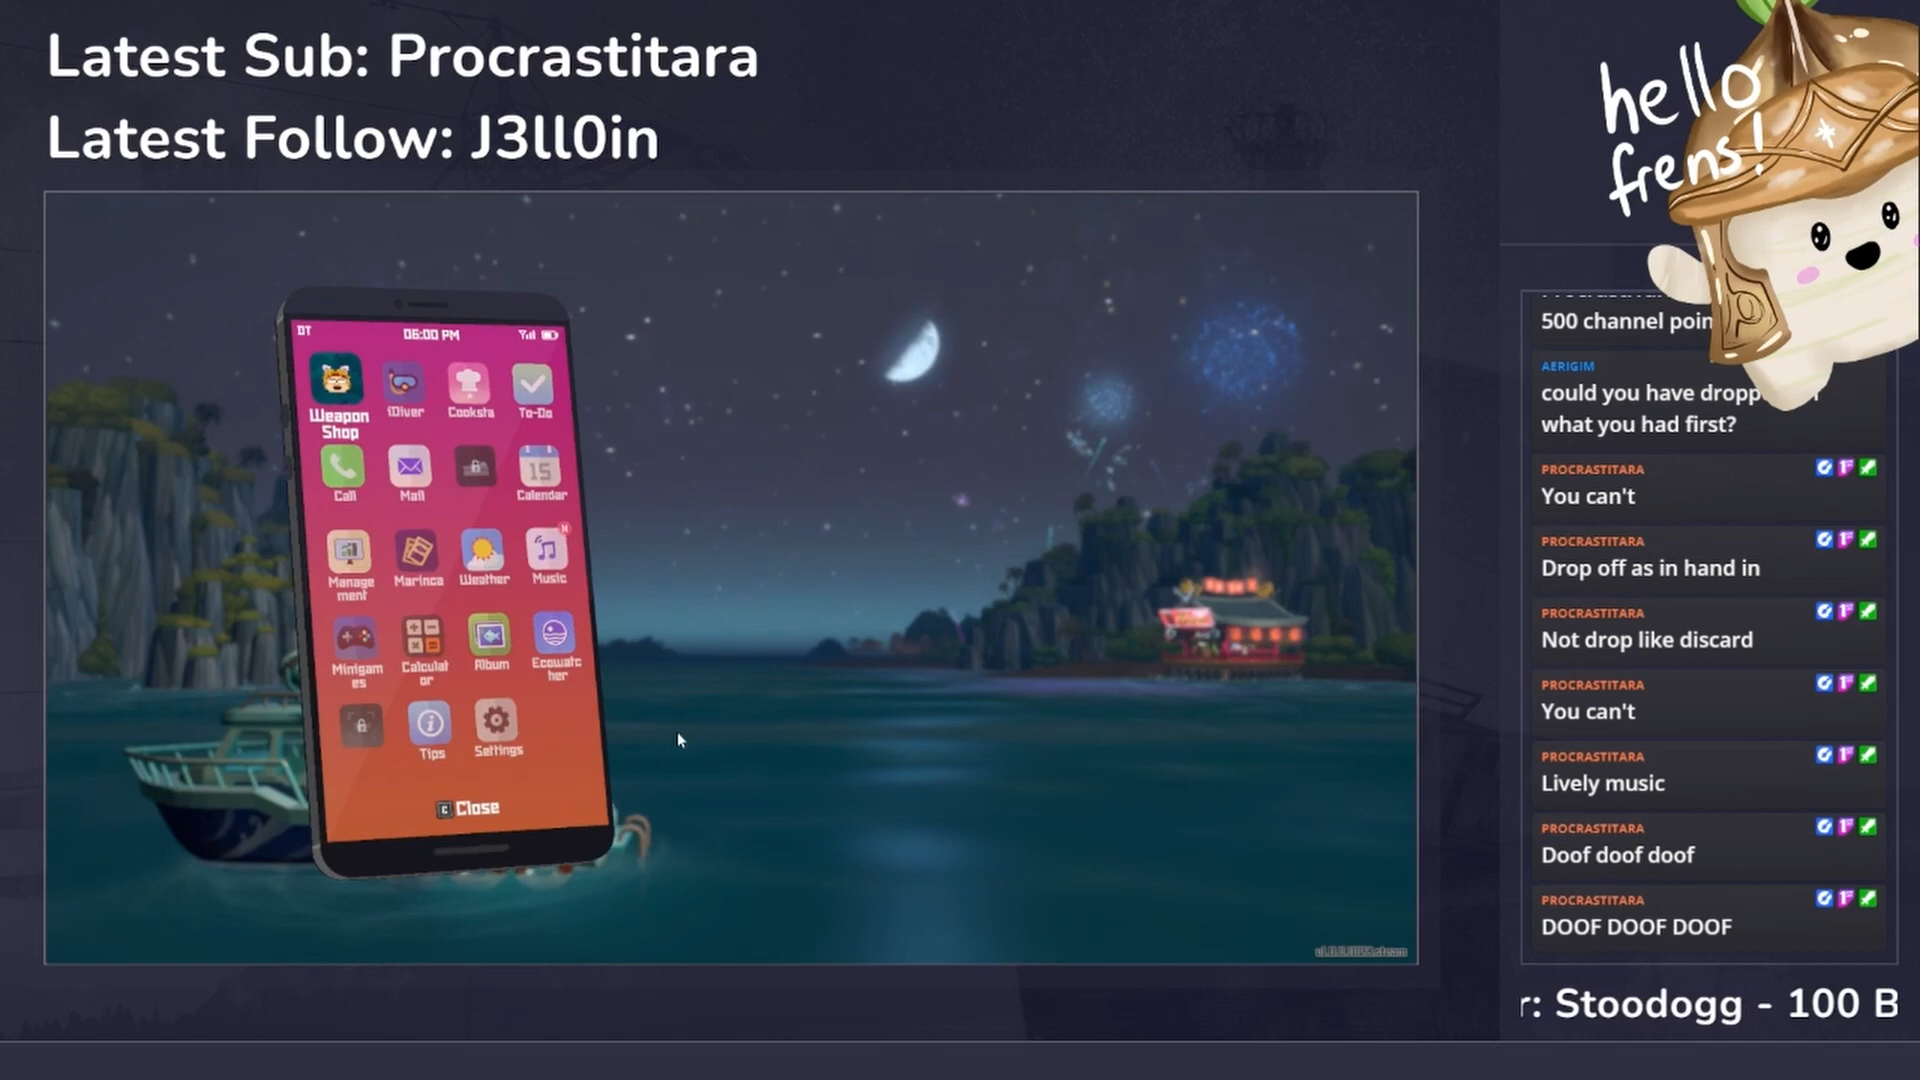 Latest Sub: Procrastitara
Latest Follow: J3ll0in
hello
frens!
DT
06:00 PM
Weapon
Shop
iDiver
Cooksta
To-Do
Call
Mail
15
Calendar
Manage
ment
Marinca
Weather
N
Music
Minigam
es
Calculat
or
Album
Ecowatc
her
Tips
Settings
C Close
500 channel poin
AERIGIM
could you have dropp
what you had first?
PROCRASTITARA
You can't
PROCRASTITARA
Drop off as in hand in
PROCRASTITARA
Not drop like discard
PROCRASTITARA
You can't
PROCRASTITARA
Lively music
PROCRASTITARA
Doof doof doof
PROCRASTITARA
DOOF DOOF DOOF
r: Stoodogg - 100 B